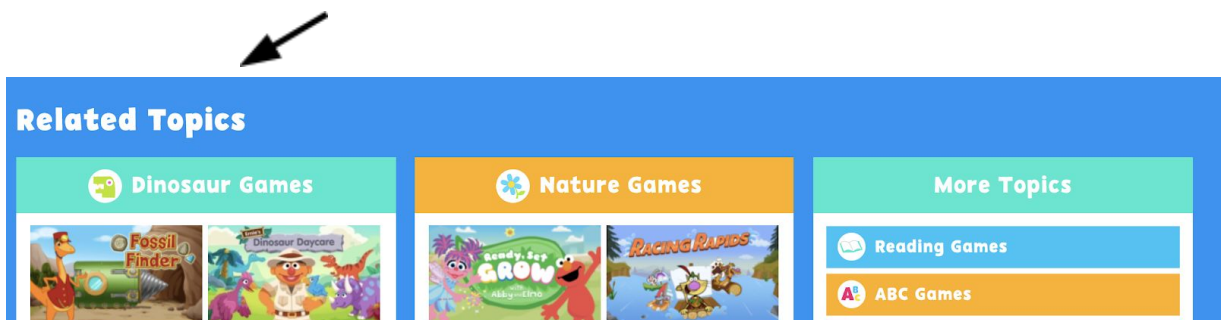 Related Topics
Dinosaur Games
Nature Games
More Topics
Fossil
Finder
Dinosaur Daycare
Ready, Set
GROW
with
Abby and Elmo
RACING RAPIDS
Reading Games
ABC Games